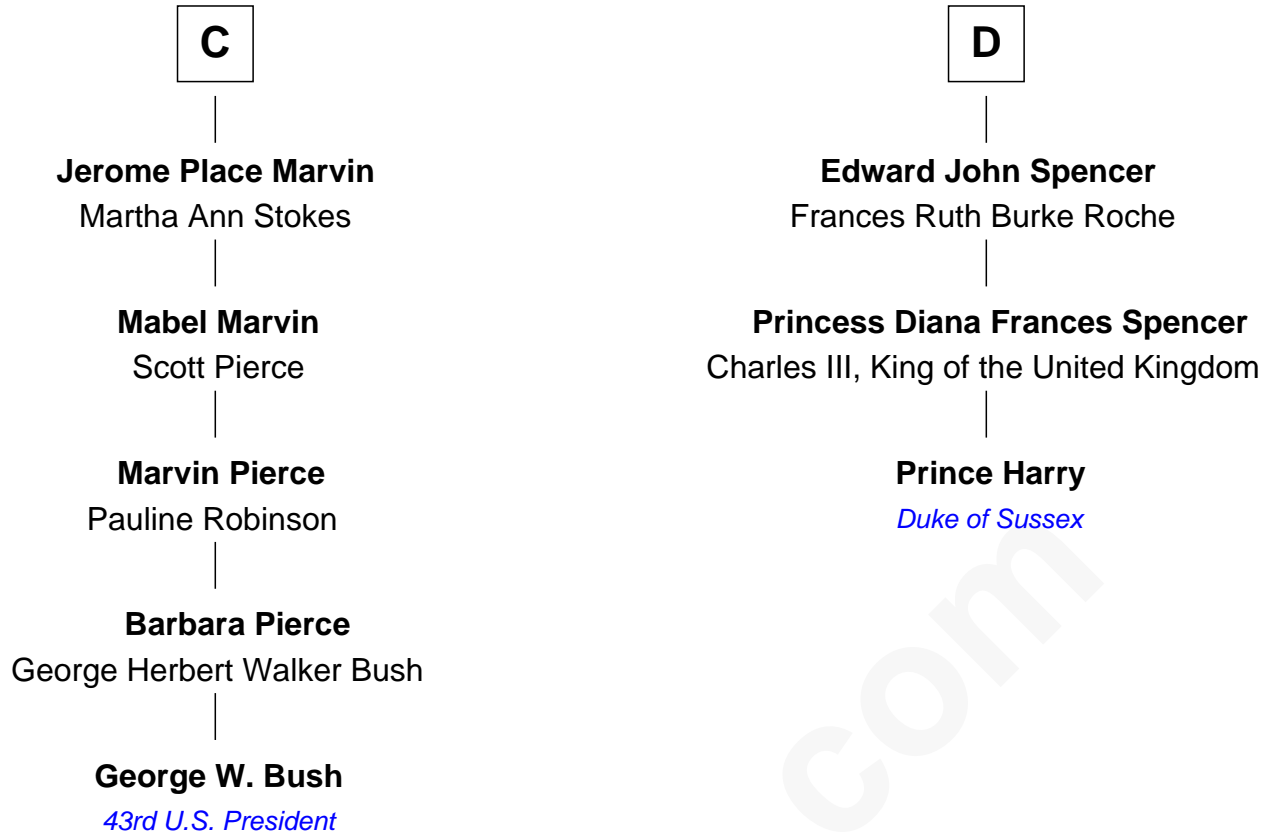 C
Jerome Place Marvin
Martha Ann Stokes
Mabel Marvin
Scott Pierce
Marvin Pierce
Pauline Robinson
Barbara Pierce
George Herbert Walker Bush
George W. Bush
43rd U.S. President
D
Edward John Spencer
Frances Ruth Burke Roche
Princess Diana Frances Spencer
Charles III, King of the United Kingdom
Prince Harry
Duke of Sussex
com